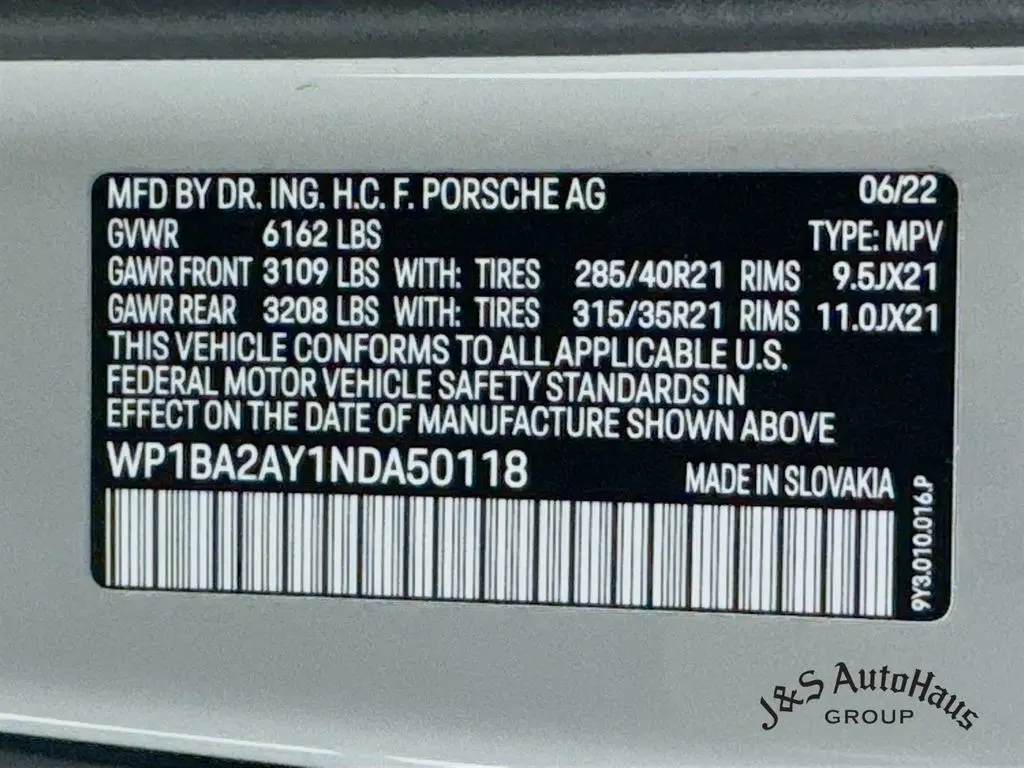 MFD BY DR. ING. H.C. F. PORSCHE AG 06/22
GVWR 6162 LBS TYPE: MPV
GAWR FRONT 3109 LBS WITH: TIRES 285/40R21 RIMS 9.5JX21
GAWR REAR 3208 LBS WITH: TIRES 315/35R21 RIMS 11.0JX21
THIS VEHICLE CONFORMS TO ALL APPLICABLE U.S.
FEDERAL MOTOR VEHICLE SAFETY STANDARDS IN
EFFECT ON THE DATE OF MANUFACTURE SHOWN ABOVE
WP1BA2AY1NDA50118 MADE IN SLOVAKIA
9Y3.010.016.P
J&S AutoHaus
GROUP